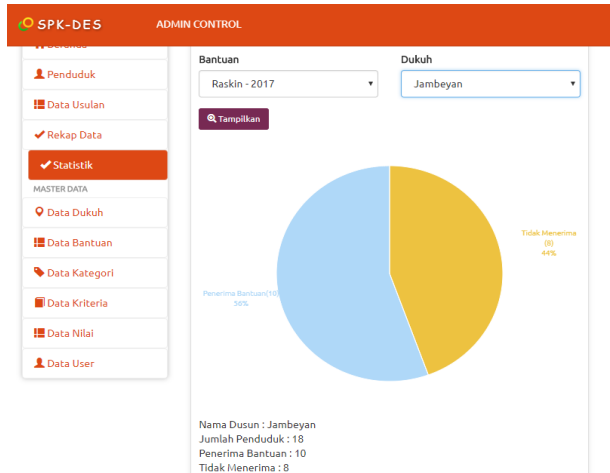 SPK-DES
ADMIN CONTROL
Penduduk
Data Usulan
Rekap Data
Statistik
MASTER DATA
Data Dukuh
Data Bantuan
Data Kategori
Data Kriteria
Data Nilai
Data User
Bantuan
Dukuh
Raskin - 2017
Jambeyan
Tampilkan
Tidak Menerima
(8)
44%
Penerima Bantuan(10)
56%
Nama Dusun : Jambeyan
Jumlah Penduduk : 18
Penerima Bantuan : 10
Tidak Menerima : 8